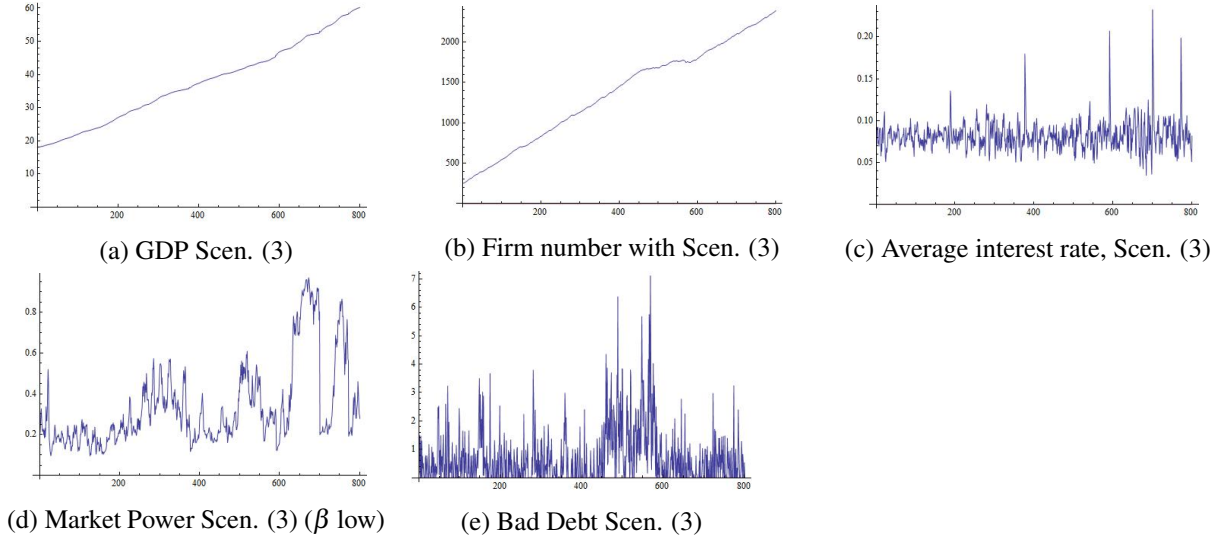 60
50
40
30
20
10
200 400 600 800
(a) GDP Scen. (3)
2000
1500
1000
500
200 400 600 800
(b) Firm number with Scen. (3)
0.20
0.15
0.10
0.05
200 400 600 800
(c) Average interest rate, Scen. (3)
0.8
0.6
0.4
0.2
200 400 600 800
(d) Market Power Scen. (3) (β low)
7
6
5
4
3
2
1
200 400 600 800
(e) Bad Debt Scen. (3)